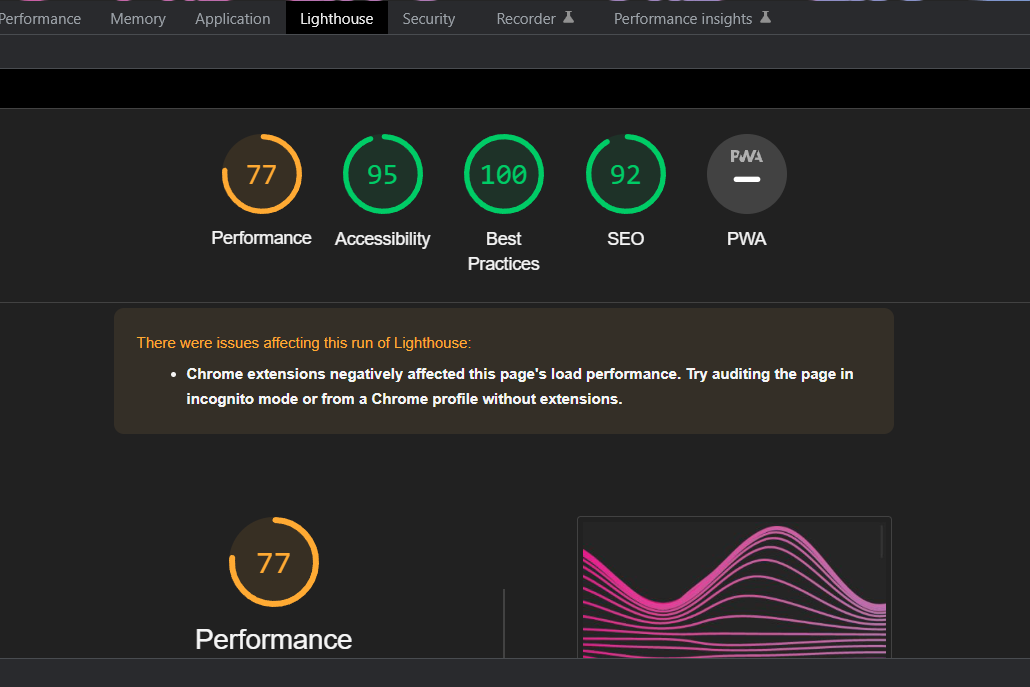 Performance Memory Application Lighthouse Security Recorder Performance insights
77 95 100 92 PWA
Performance Accessibility Best Practices SEO PWA
There were issues affecting this run of Lighthouse:
• Chrome extensions negatively affected this page's load performance. Try auditing the page in
incognito mode or from a Chrome profile without extensions.
77
Performance